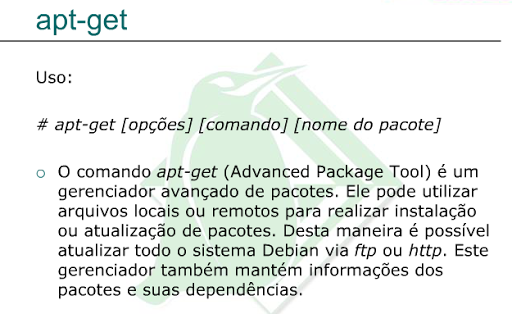 apt-get
Uso:
# apt-get [opções] [comando] [nome do pacote]
O comando apt-get (Advanced Package Tool) é um
gerenciador avançado de pacotes. Ele pode utilizar
arquivos locais ou remotos para realizar instalação
ou atualização de pacotes. Desta maneira é possível
atualizar todo o sistema Debian via ftp ou http. Este
gerenciador também mantém informações dos
pacotes e suas dependências.